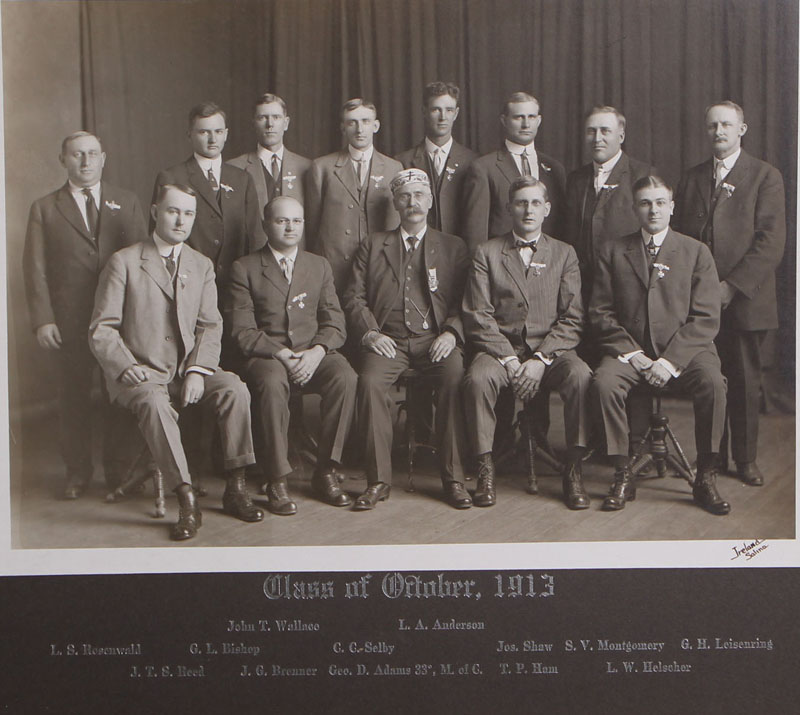 Ireland
Salina
Class of October, 1913
John T. Wallace L. A. Anderson
L. S. Rosenwald G. L. Bishop C. C. Selby Jos. Shaw S. V. Montgomery G. H. Leisenring
J. T. S. Reed J. G. Brenner Geo. D. Adams 33°, M. of C. T. P. Ham L. W. Helscher